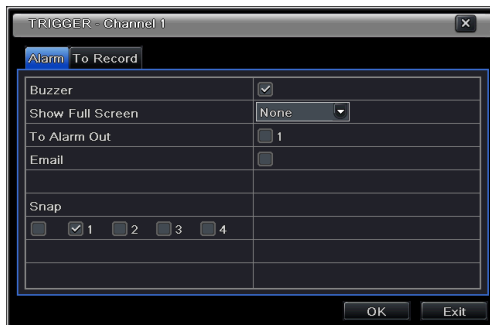 TRIGGER - Channel 1
Alarm To Record
Buzzer
Show Full Screen None
To Alarm Out 1
Email
Snap
1 2 3 4
OK Exit